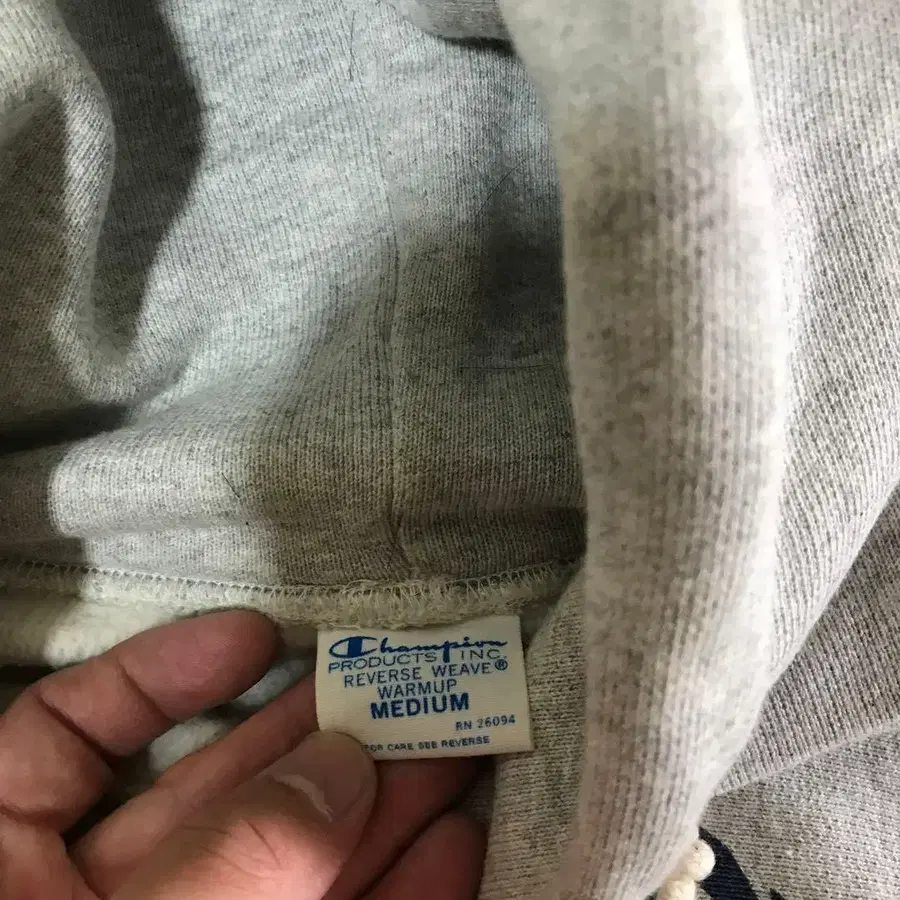 Champion
PRODUCTS INC.
REVERSE WEAVE®
WARMUP
MEDIUM
RN 26094
FOR CARE SEE REVERSE